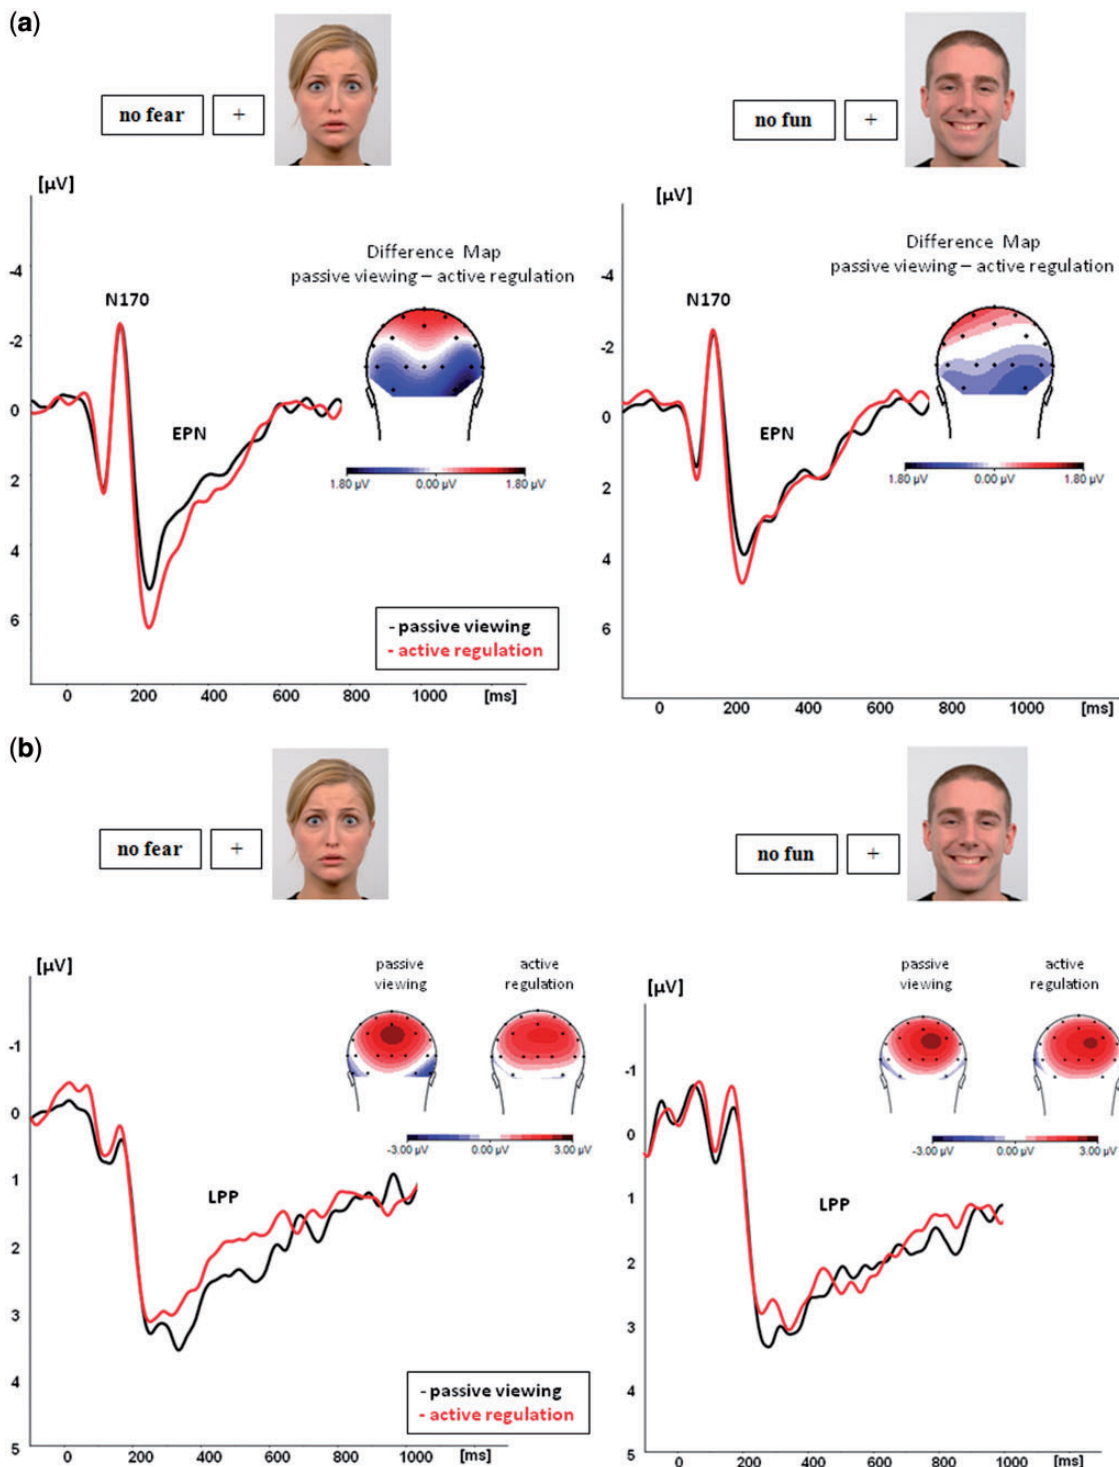 (a)
no fear
+
no fun
+
[µV]
-4
-2
0
2
4
6
N170
EPN
Difference Map
passive viewing – active regulation
1.80 µV
0.00 µV
1.80 µV
- passive viewing
- active regulation
0
200
400
600
800
1000
[ms]
[µV]
-4
-2
0
2
4
6
N170
EPN
Difference Map
passive viewing – active regulation
1.80 µV
0.00 µV
1.80 µV
0
200
400
600
800
1000
[ms]
(b)
no fear
+
no fun
+
[µV]
-1
0
1
2
3
4
5
LPP
passive
viewing
active
regulation
-3.00 µV
0.00 µV
3.00 µV
- passive viewing
- active regulation
0
200
400
600
800
1000
[ms]
[µV]
-1
0
1
2
3
4
5
LPP
passive
viewing
active
regulation
-3.00 µV
0.00 µV
3.00 µV
0
200
400
600
800
1000
[ms]